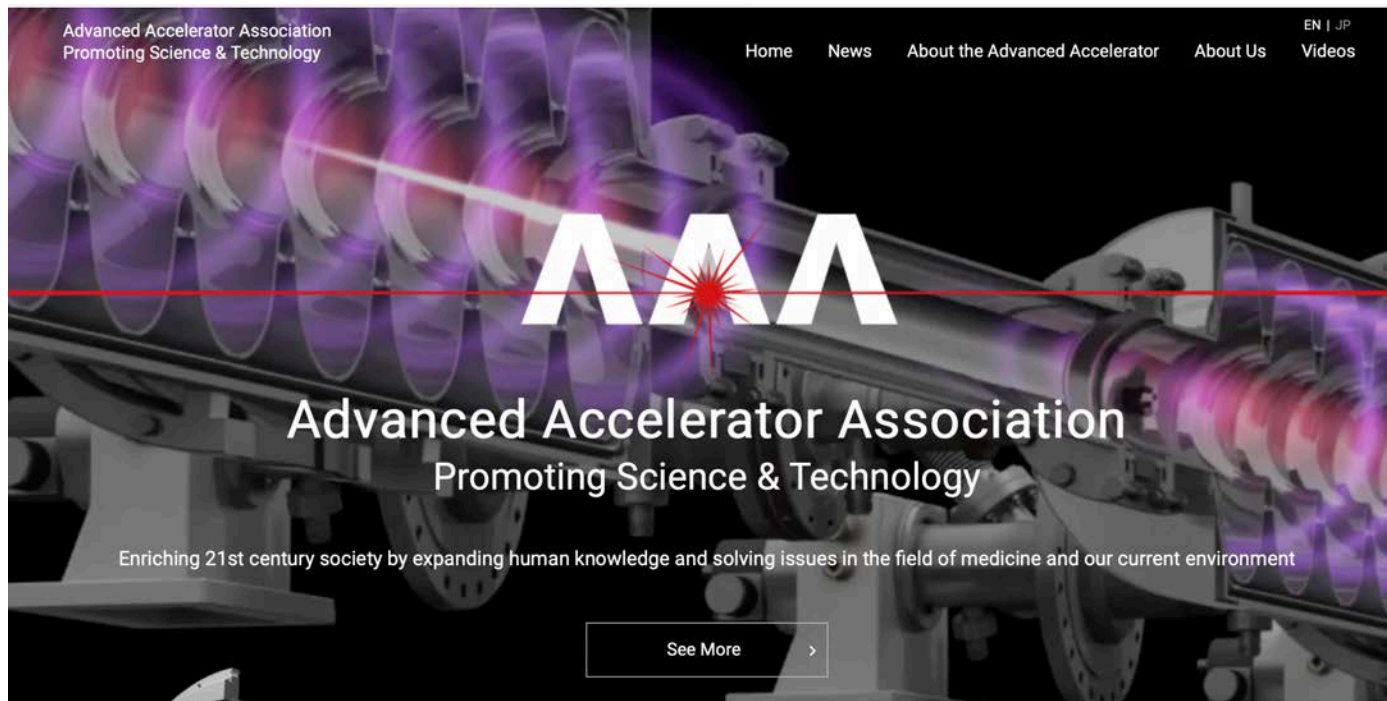 Advanced Accelerator Association
Promoting Science & Technology
EN | JP
Home News About the Advanced Accelerator About Us Videos
AAA
Advanced Accelerator Association
Promoting Science & Technology
Enriching 21st century society by expanding human knowledge and solving issues in the field of medicine and our current environment
See More >